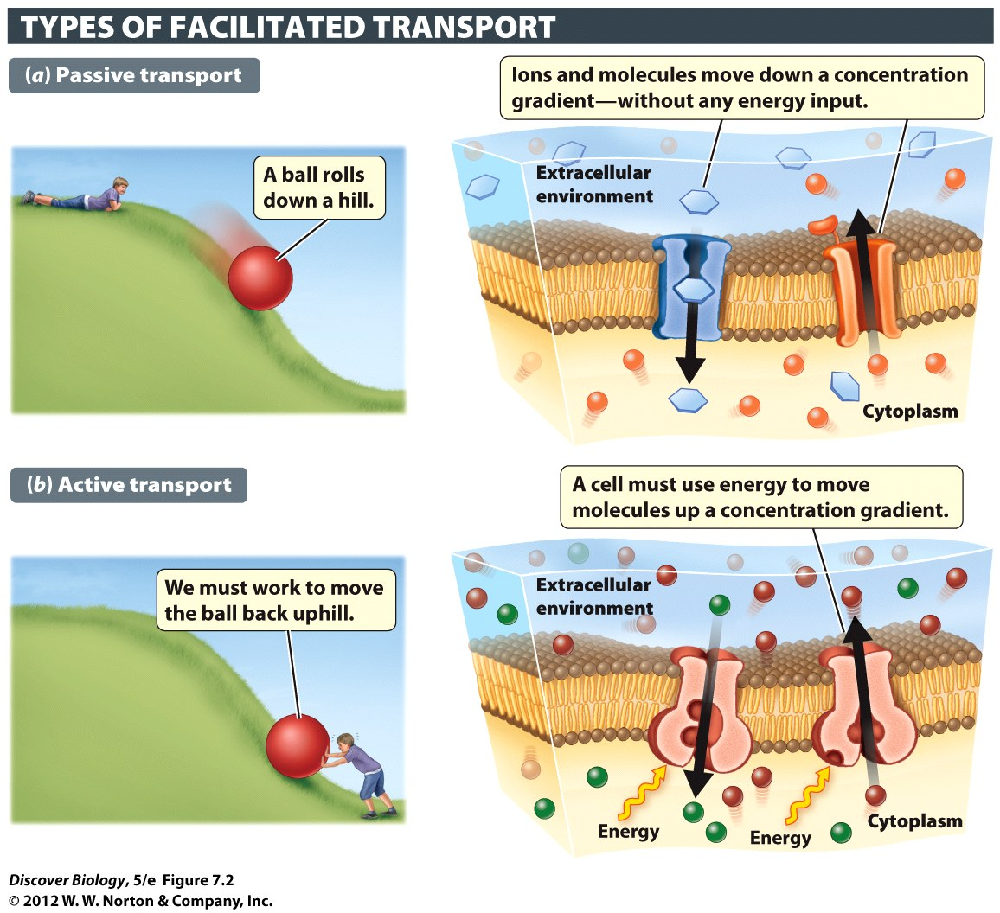 TYPES OF FACILITATED TRANSPORT
(a) Passive transport
Ions and molecules move down a concentration
gradient—without any energy input.
A ball rolls
down a hill.
Extracellular
environment
Cytoplasm
(b) Active transport
A cell must use energy to move
molecules up a concentration gradient.
We must work to move
the ball back uphill.
Extracellular
environment
Energy
Energy
Cytoplasm
Discover Biology, 5/e Figure 7.2
© 2012 W. W. Norton & Company, Inc.